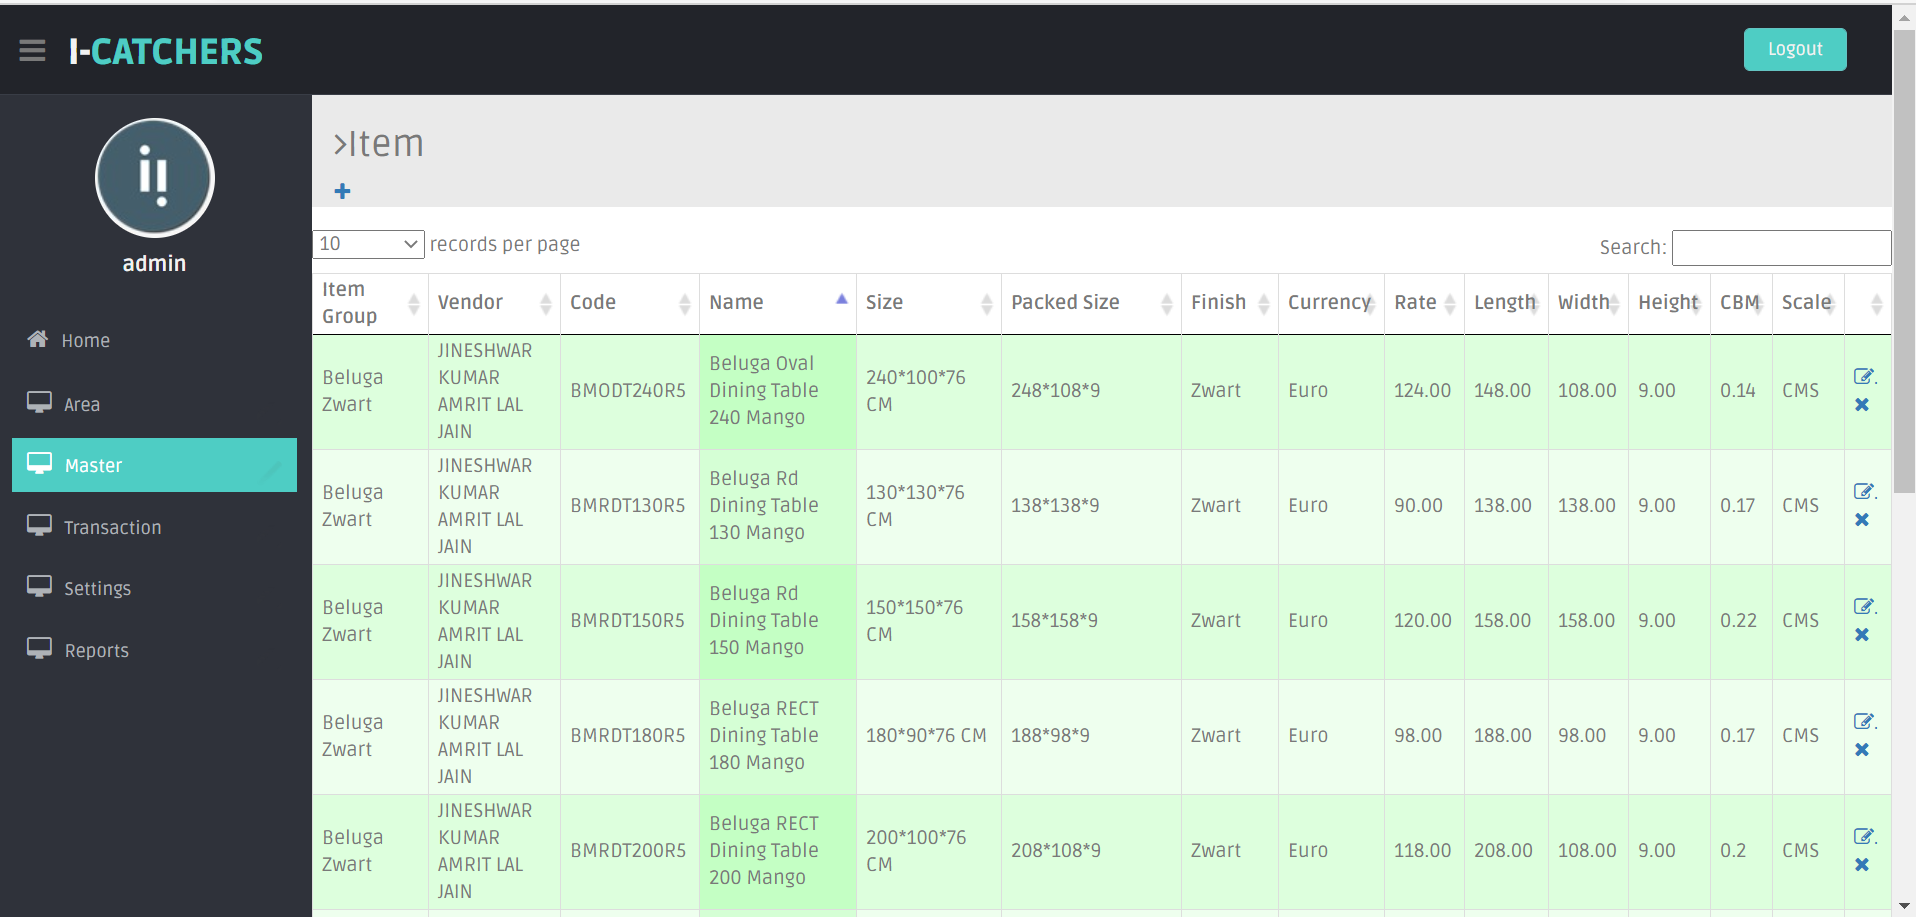 I-CATCHERS
Logout
admin
Home
Area
Master
Transaction
Settings
Reports
>Item
10 records per page
Search:
Item Group Vendor Code Name Size Packed Size Finish Currency Rate Length Width Height CBM Scale
Beluga Zwart JINESHWAR KUMAR AMRIT LAL JAIN BMODT240R5 Beluga Oval Dining Table 240 Mango 240*100*76 CM 248*108*9 Zwart Euro 124.00 148.00 108.00 9.00 0.14 CMS .
Beluga Zwart JINESHWAR KUMAR AMRIT LAL JAIN BMRDT130R5 Beluga Rd Dining Table 130 Mango 130*130*76 CM 138*138*9 Zwart Euro 90.00 138.00 138.00 9.00 0.17 CMS .
Beluga Zwart JINESHWAR KUMAR AMRIT LAL JAIN BMRDT150R5 Beluga Rd Dining Table 150 Mango 150*150*76 CM 158*158*9 Zwart Euro 120.00 158.00 158.00 9.00 0.22 CMS .
Beluga Zwart JINESHWAR KUMAR AMRIT LAL JAIN BMRDT180R5 Beluga RECT Dining Table 180 Mango 180*90*76 CM 188*98*9 Zwart Euro 98.00 188.00 98.00 9.00 0.17 CMS .
Beluga Zwart JINESHWAR KUMAR AMRIT LAL JAIN BMRDT200R5 Beluga RECT Dining Table 200 Mango 200*100*76 CM 208*108*9 Zwart Euro 118.00 208.00 108.00 9.00 0.2 CMS .